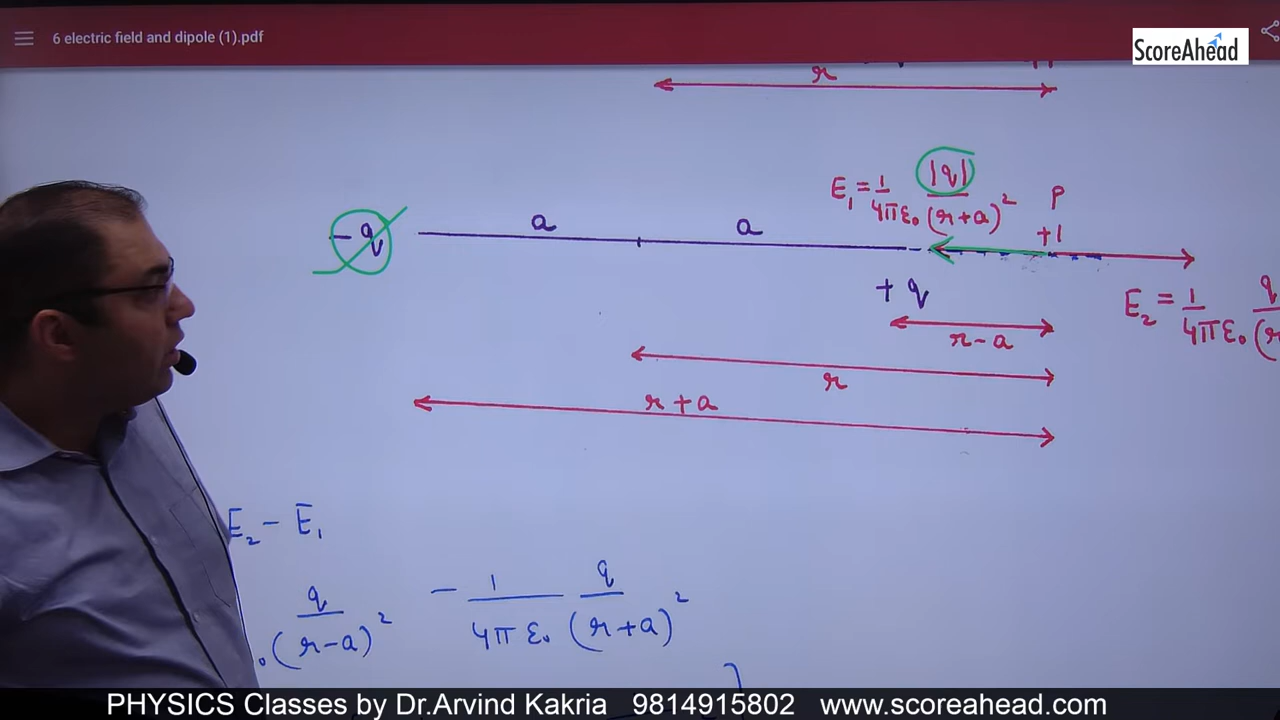 6 electric field and dipole (1).pdf
ScoreAhead
r
E₁ = 1/4πε₀ |q|/(r+a)²
P
+1
- q
a
a
+ q
E₂ = 1/4πε₀ q
r-a
r
r+a
E₂ - E₁
q/(r-a)² - 1/4πε₀ q/(r+a)²
PHYSICS Classes by Dr.Arvind Kakria 9814915802 www.scoreahead.com